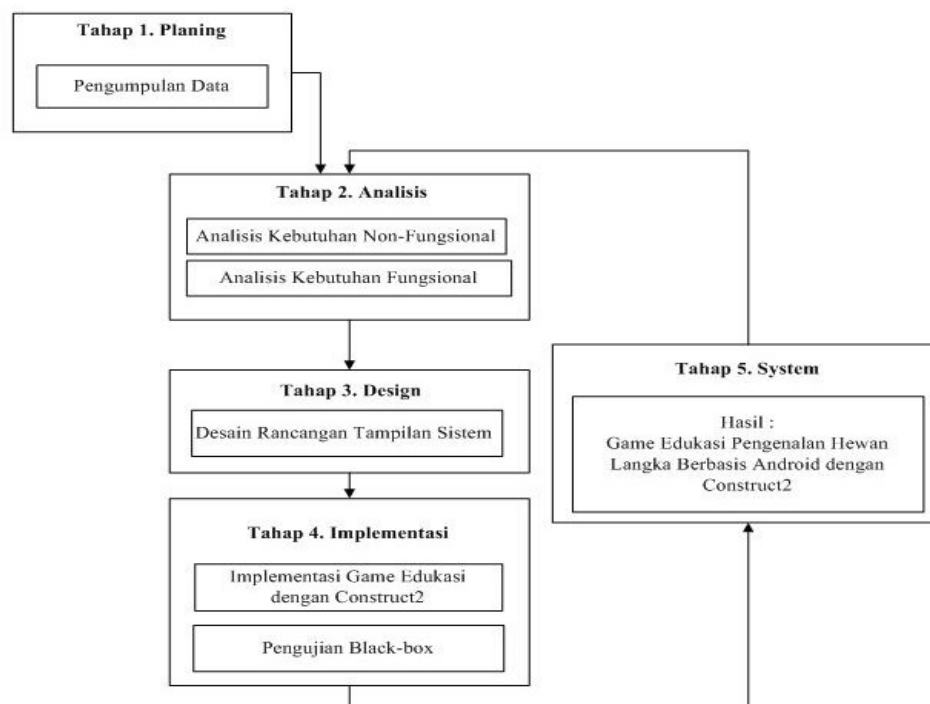 Tahap 1. Planing
Pengumpulan Data
Tahap 2. Analisis
Analisis Kebutuhan Non-Fungsional
Analisis Kebutuhan Fungsional
Tahap 3. Design
Desain Rancangan Tampilan Sistem
Tahap 4. Implementasi
Implementasi Game Edukasi
dengan Construct2
Pengujian Black-box
Tahap 5. System
Hasil :
Game Edukasi Pengenalan Hewan
Langka Berbasis Android dengan
Construct2